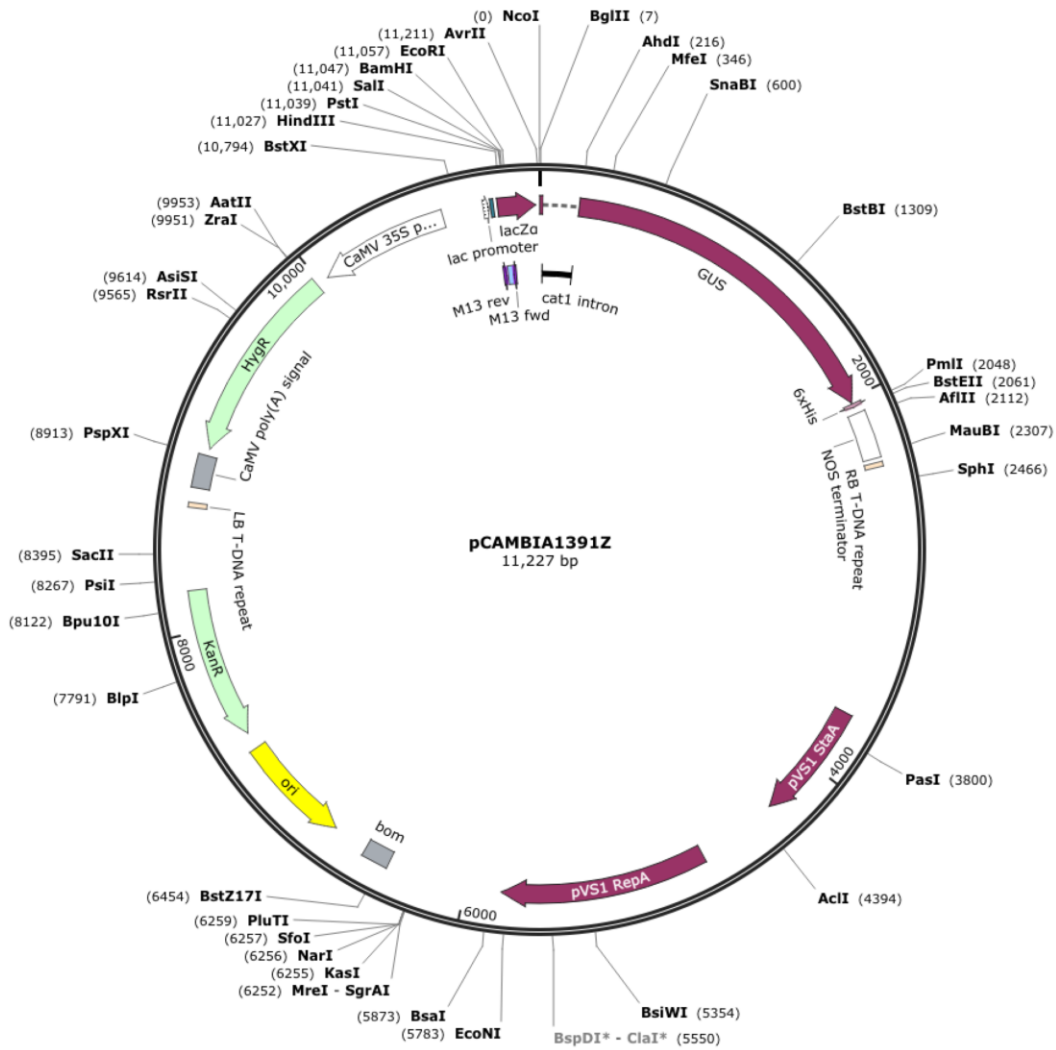 (0) NcoI
BglII (7)
(11,211) AvrII
AhdI (216)
(11,057) EcoRI
MfeI (346)
(11,047) BamHI
SnaBI (600)
(11,041) SalI
(11,039) PstI
(11,027) HindIII
(10,794) BstXI
(9953) AatII
(9951) ZraI
BstBI (1309)
(9614) AsiSI
(9565) RsrII
PmlI (2048)
BstEII (2061)
AflII (2112)
MauBI (2307)
SphI (2466)
(8913) PspXI
(8395) SacII
(8267) PsiI
(8122) Bpu10I
(7791) BlpI
PasI (3800)
AclI (4394)
(6454) BstZ17I
(6259) PluTI
(6257) SfoI
(6256) NarI
(6255) KasI
(6252) MreI - SgrAI
(5873) BsaI
(5783) EcoNI
BspDI* - ClaI* (5550)
BsiWI (5354)
CaMV 35S p...
lac promoter
lacZα
M13 rev
M13 fwd
cat1 intron
GUS
10,000
HygR
CaMV poly(A) signal
LB T-DNA repeat
2000
6xHis
NOS terminator
RB T-DNA repeat
pCAMBIA1391Z
11,227 bp
8000
KanR
ori
bom
6000
pVS1 RepA
pVS1 StaA
4000